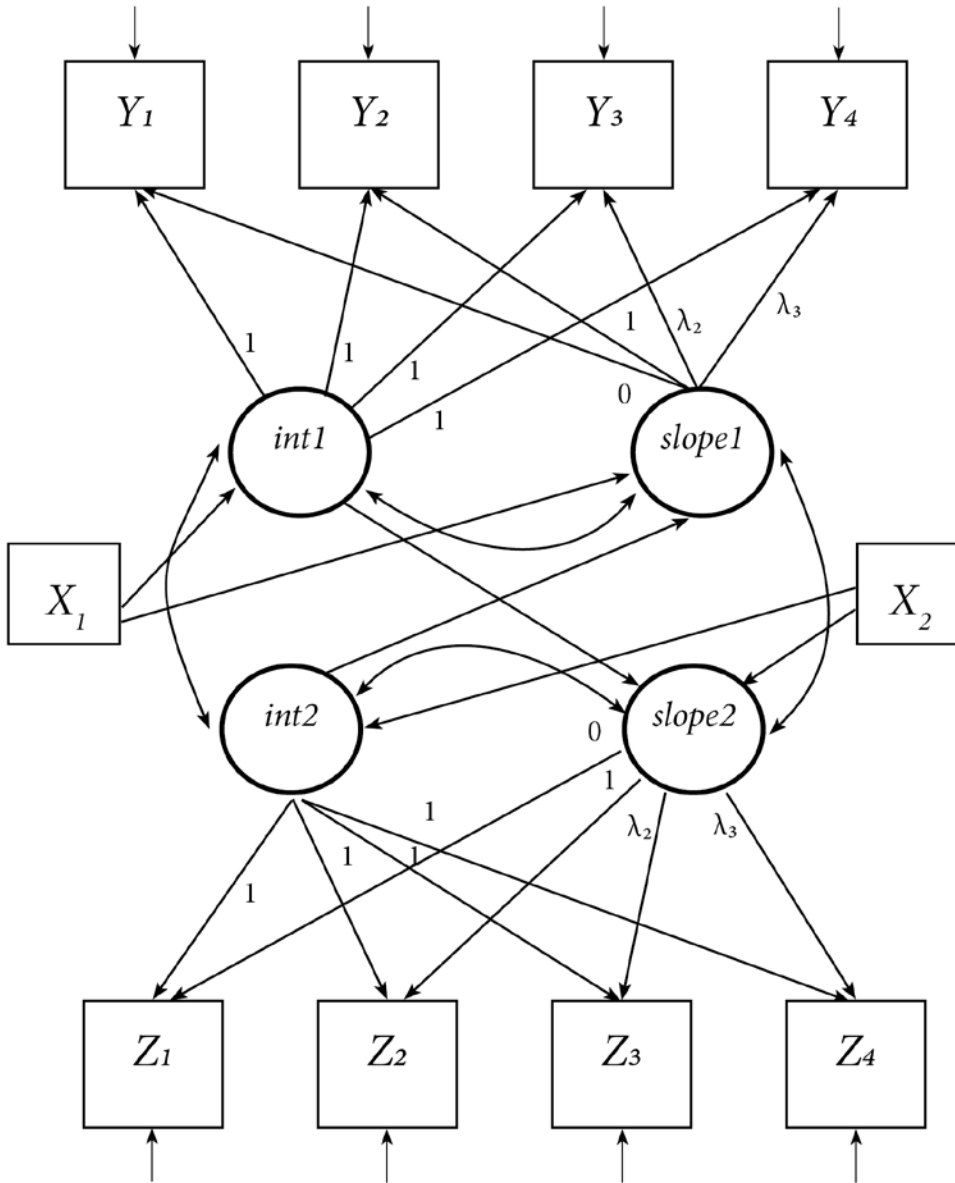 Y₁ Y₂ Y₃ Y₄
1 1 1 1 0 1 λ₂ λ₃
int1 slope1
X₁ X₂
int2 slope2
0 1
1 1 1 1 λ₂ λ₃
Z₁ Z₂ Z₃ Z₄